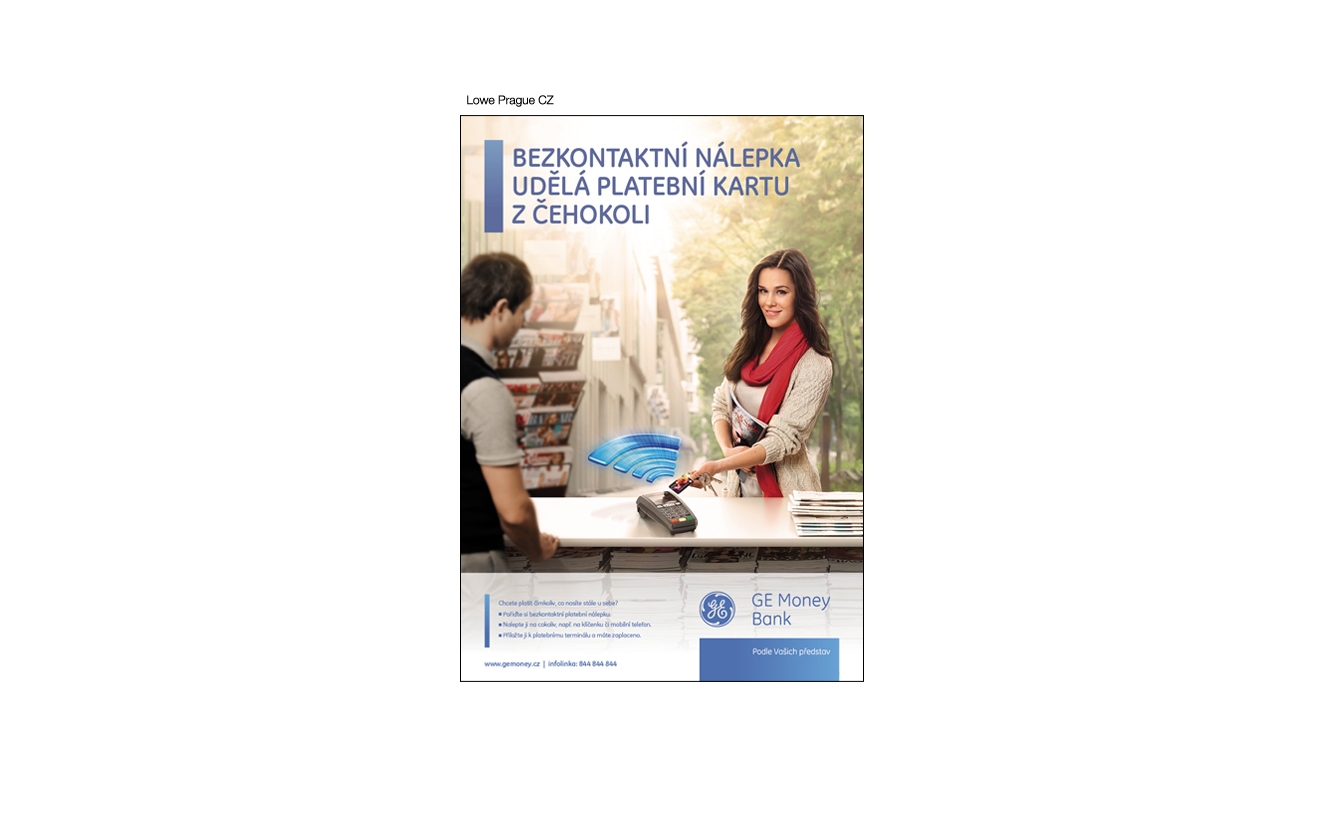 Lowe Prague CZ
BEZKONTAKTNÍ NÁLEPKA
UDĚLÁ PLATEBNÍ KARTU
Z ČEHOKOLI
Chcete platit čímkoliv, co nosíte stále u sebe?
▪ Pořiďte si bezkontaktní platební nálepku.
▪ Nalepte ji na cokoliv, např. na klíčenku či mobilní telefon.
▪ Přiložte ji k platebnímu terminálu a máte zaplaceno.
www.gemoney.cz | infolinka: 844 844 844
GE
GE Money
Bank
Podle Vašich představ